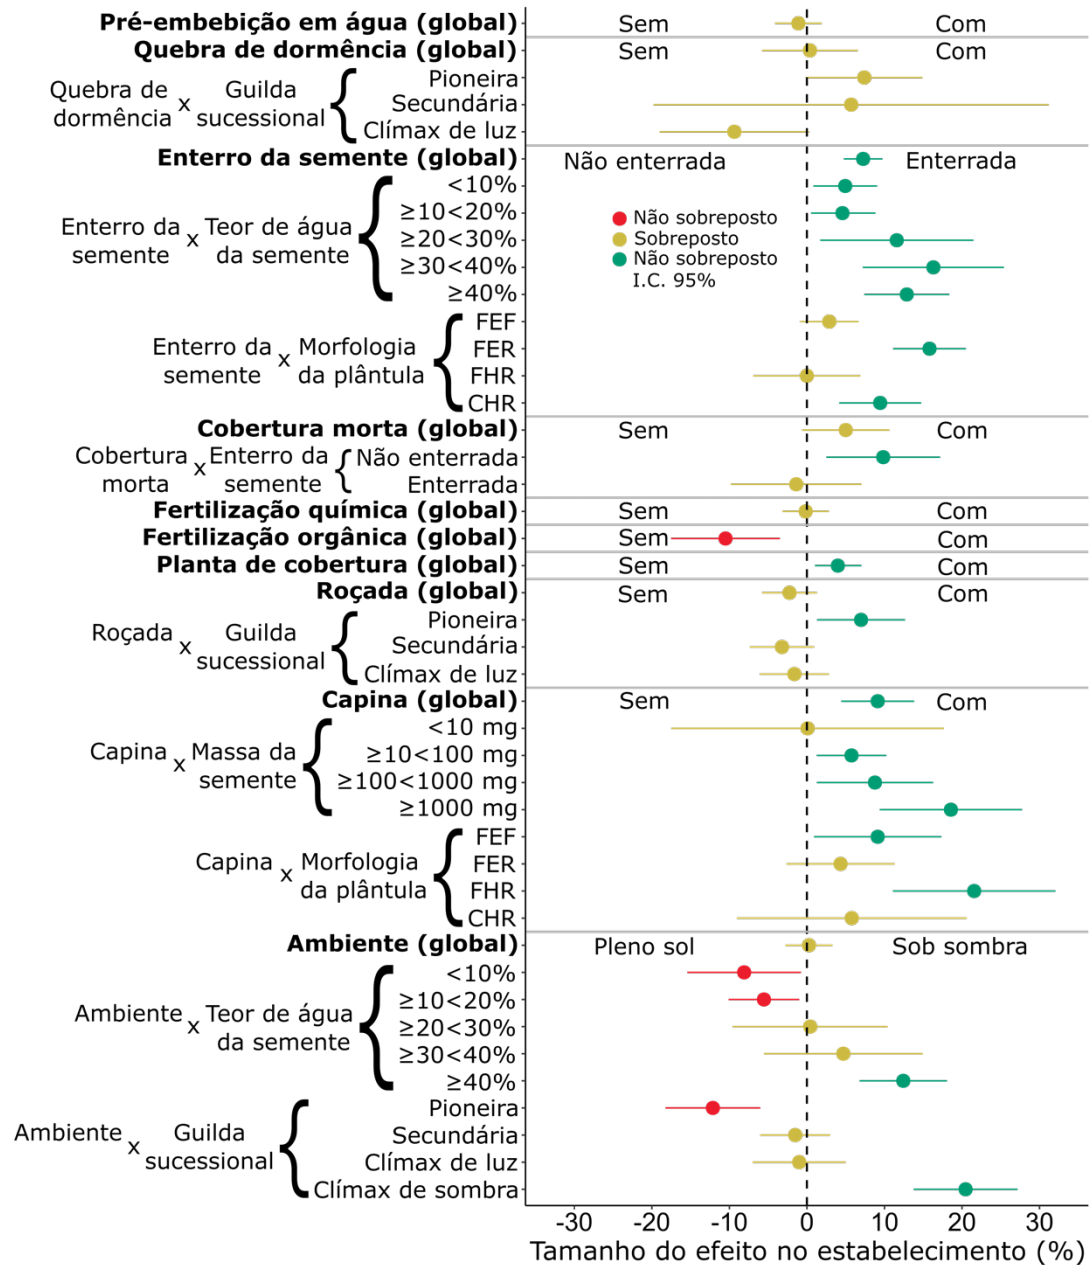 Pré-embebição em água (global) Sem Com
Quebra de dormência (global) Sem Com
Quebra de dormência x Guilda sucessional
Pioneira
Secundária
Clímax de luz
Enterro da semente (global) Não enterrada Enterrada
Enterro da semente x Teor de água da semente
<10%
≥10<20%
≥20<30%
≥30<40%
≥40%
Não sobreposto
Sobreposto
Não sobreposto
I.C. 95%
Enterro da semente x Morfologia da plântula
FEF
FER
FHR
CHR
Cobertura morta (global) Sem Com
Cobertura morta x Enterro da semente
Não enterrada
Enterrada
Fertilização química (global) Sem Com
Fertilização orgânica (global) Sem Com
Planta de cobertura (global) Sem Com
Roçada (global) Sem Com
Roçada x Guilda sucessional
Pioneira
Secundária
Clímax de luz
Capina (global) Sem Com
Capina x Massa da semente
<10 mg
≥10<100 mg
≥100<1000 mg
≥1000 mg
Capina x Morfologia da plântula
FEF
FER
FHR
CHR
Ambiente (global) Pleno sol Sob sombra
Ambiente x Teor de água da semente
<10%
≥10<20%
≥20<30%
≥30<40%
≥40%
Ambiente x Guilda sucessional
Pioneira
Secundária
Clímax de luz
Clímax de sombra
-30 -20 -10 0 10 20 30
Tamanho do efeito no estabelecimento (%)